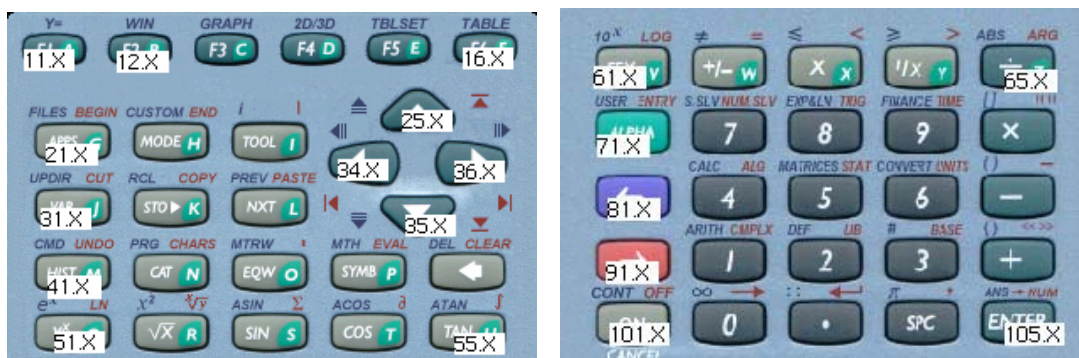 Y= WIN GRAPH 2D/3D TBLSET TABLE
11.X 12.X F3 C F4 D F5 E 16.X
FILES BEGIN CUSTOM END i |
21.X MODE H TOOL I 25.X
34.X 36.X
UPDIR CUT RCL COPY PREV PASTE
31.X STO▶ K NXT L 35.X
CMD UNDO PRG CHARS MTRW ' MTH EVAL DEL CLEAR
41.X CAT N EQW O SYMB P
eˣ LN x² ˣ√y ASIN Σ ACOS ∂ ATAN ∫
51.X √X R SIN S COS T 55.X
10ˣ LOG ≠ = ≤ < ≥ > ABS ARG
61.X V +/− W X X 1/X Y 65.X
USER ENTRY S.SLV NUM.SLV EXP&LN TRIG FINANCE TIME [ ] " "
ALPHA 71.X 7 8 9 ×
CALC ALG MATRICES STAT CONVERT UNITS ( ) _
81.X 4 5 6 −
ARITH CMPLX DEF LIB # BASE { } << >>
91.X 1 2 3 +
CONT OFF ∞ → : : ↵ π , ANS → NUM
101.X 0 . SPC ENTER 105.X
CANCEL